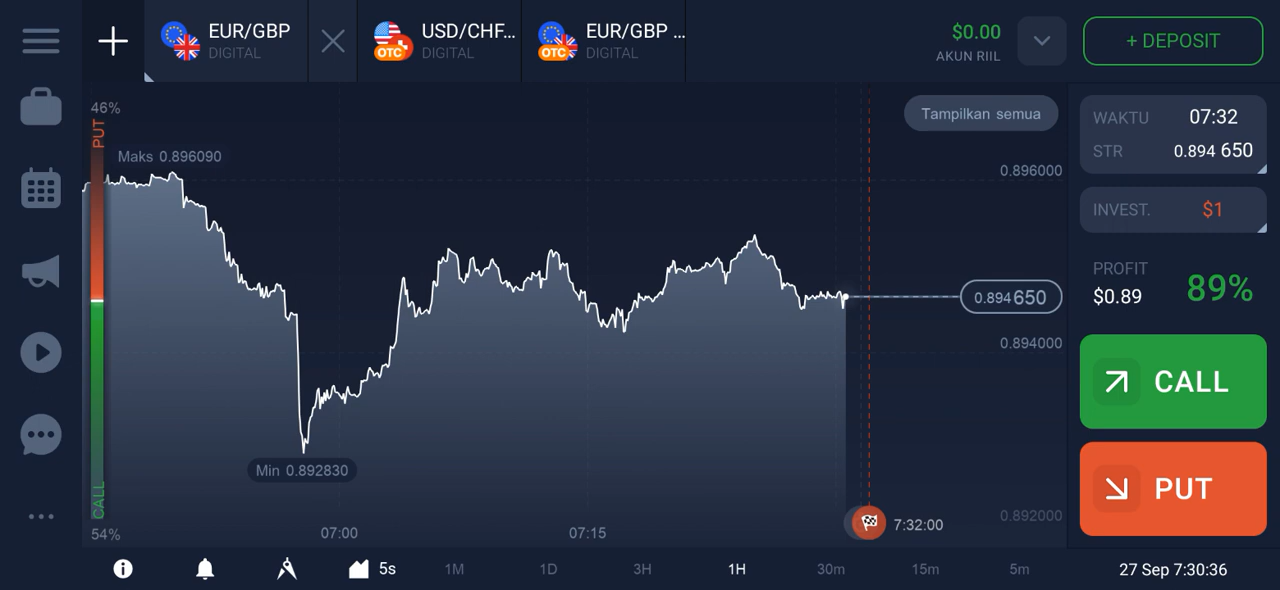 EUR/GBP
DIGITAL
USD/CHF...
DIGITAL
OTC
EUR/GBP ...
DIGITAL
OTC
$0.00
AKUN RIIL
+ DEPOSIT
46%
PUT
Maks 0.896090
Tampilkan semua
0.896000
0.894650
0.894000
Min 0.892830
0.892000
CALL
54%
07:00
07:15
7:32:00
WAKTU 07:32
STR 0.894 650
INVEST. $1
PROFIT
$0.89
89%
CALL
PUT
5s
1M
1D
3H
1H
30m
15m
5m
27 Sep 7:30:36